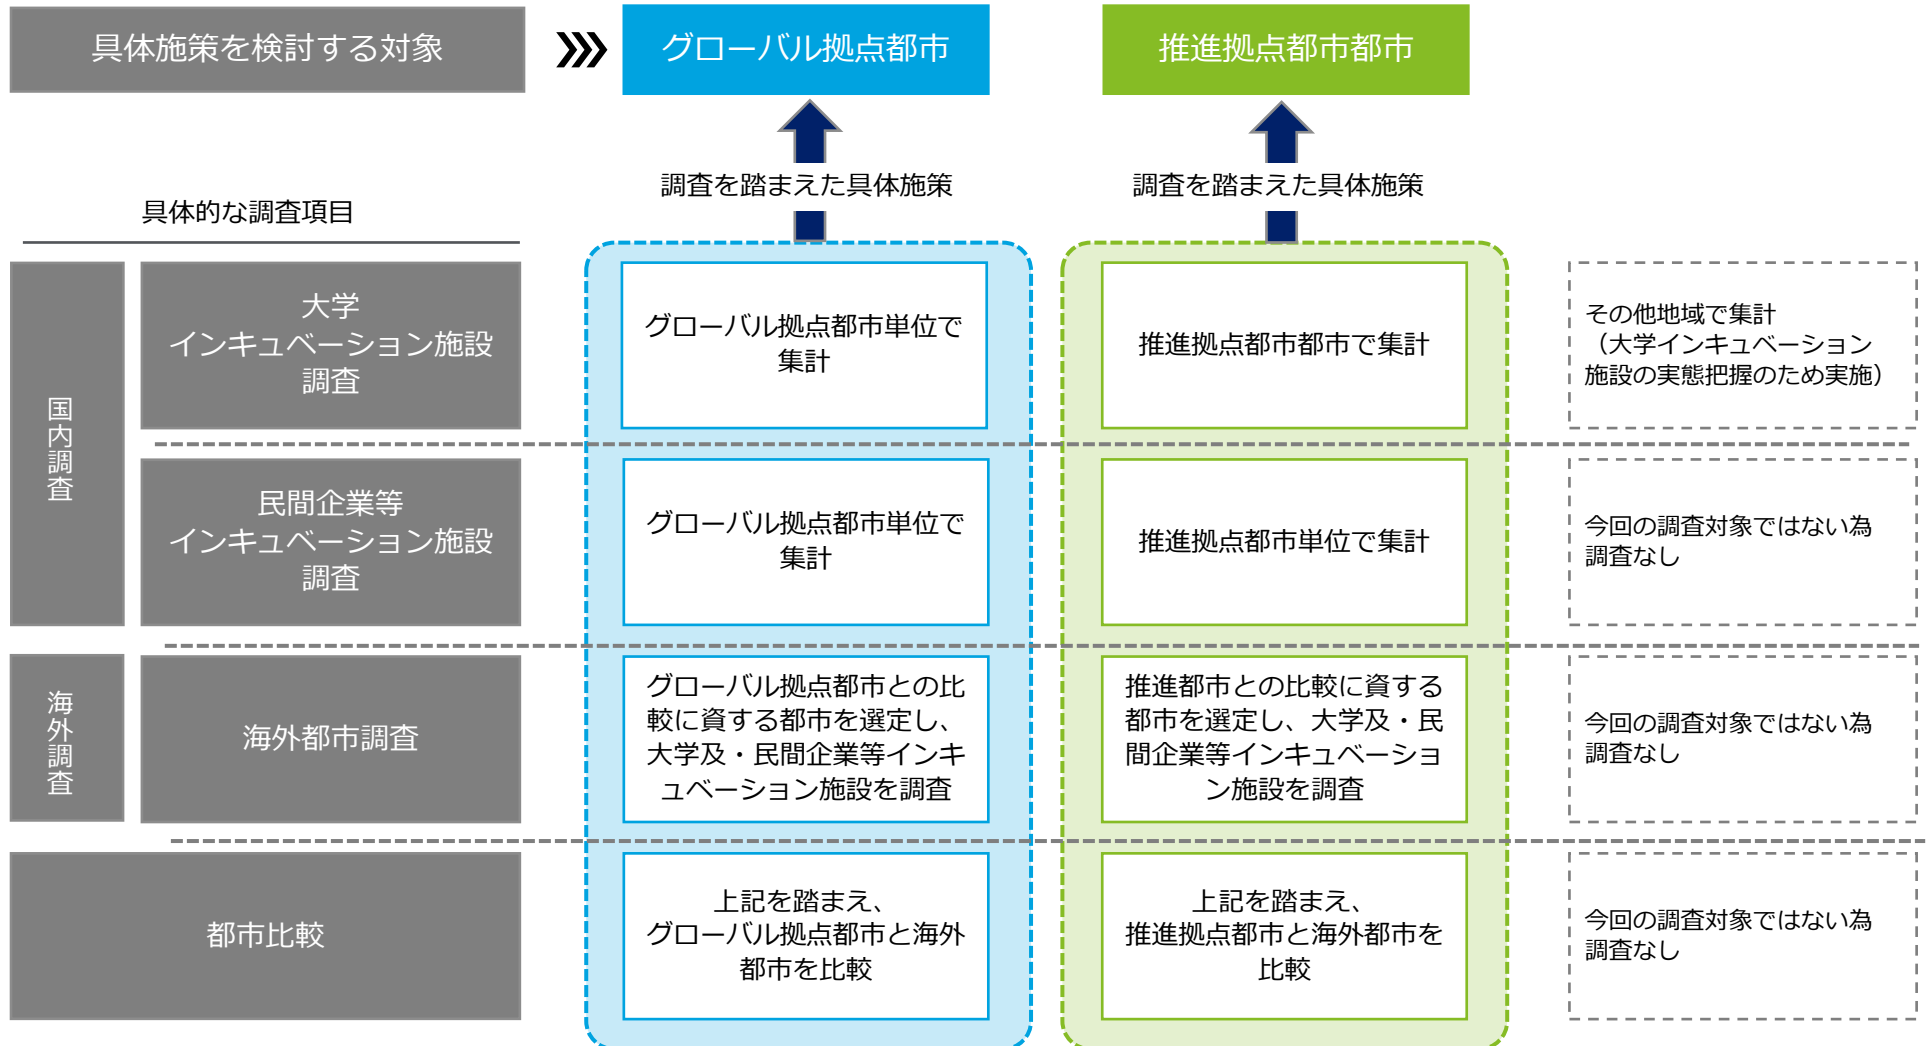 具体施策を検討する対象
グローバル拠点都市
推進拠点都市都市
調査を踏まえた具体施策
調査を踏まえた具体施策
具体的な調査項目
国内調査
大学
インキュベーション施設
調査
グローバル拠点都市単位で
集計
推進拠点都市都市で集計
その他地域で集計
（大学インキュベーション
施設の実態把握のため実施）
民間企業等
インキュベーション施設
調査
グローバル拠点都市単位で
集計
推進拠点都市単位で集計
今回の調査対象ではない為
調査なし
海外調査
海外都市調査
グローバル拠点都市との比
較に資する都市を選定し、
大学及・民間企業等インキ
ュベーション施設を調査
推進都市との比較に資する
都市を選定し、大学及・民
間企業等インキュベーショ
ン施設を調査
今回の調査対象ではない為
調査なし
都市比較
上記を踏まえ、
グローバル拠点都市と海外
都市を比較
上記を踏まえ、
推進拠点都市と海外都市を
比較
今回の調査対象ではない為
調査なし